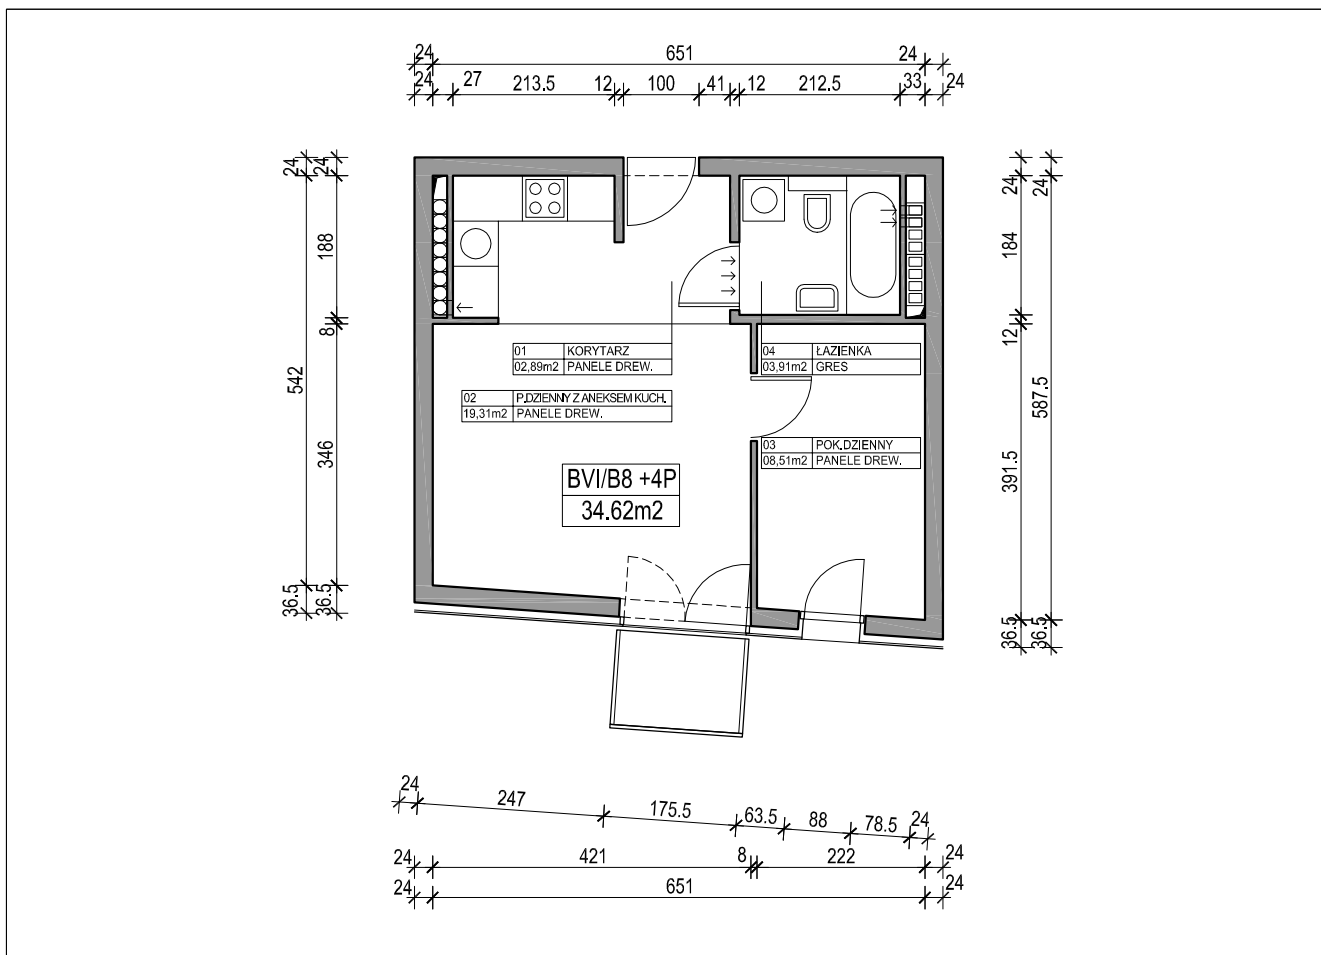 24 651 24
24 27 213.5 12 100 41 12 212.5 33 24
24 24
24 24
188
184
8
12
542
587.5
346
391.5
36.5 36.5
36.5 36.5
01 KORYTARZ
02,89m2 PANELE DREW.
04 ŁAZIENKA
03,91m2 GRES
02 P.DZIENNY Z ANEKSEM KUCH.
19,31m2 PANELE DREW.
03 POK.DZIENNY
08,51m2 PANELE DREW.
BVI/B8 +4P
34.62m2
24 247 175.5 63.5 88 78.5 24
24 421 8 222 24
24 651 24